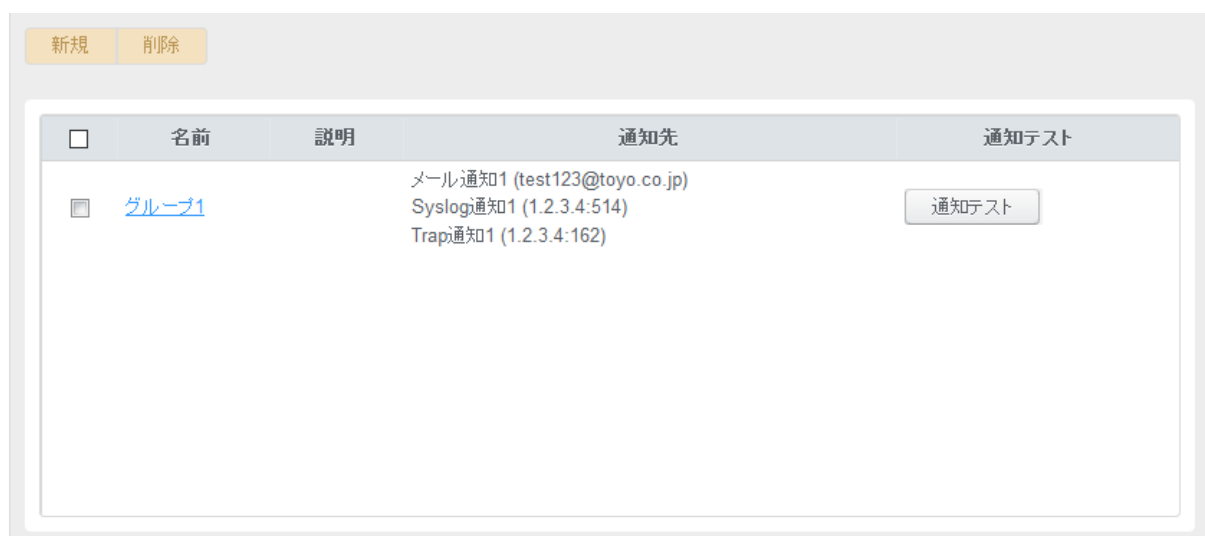 新規 削除
名前 説明 通知先 通知テスト
グループ1
メール通知1 (test123@toyo.co.jp)
Syslog通知1 (1.2.3.4:514)
Trap通知1 (1.2.3.4:162)
通知テスト